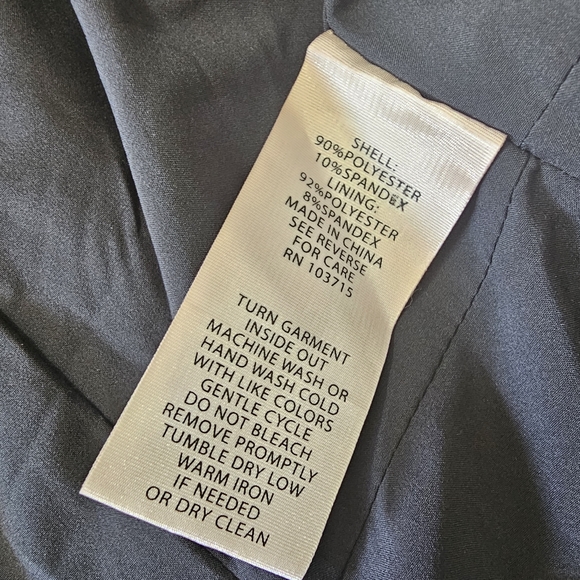 SHELL:
90%POLYESTER
10%SPANDEX
LINING:
92%POLYESTER
8%SPANDEX
MADE IN CHINA
SEE REVERSE
FOR CARE
RN 103715
TURN GARMENT
INSIDE OUT
MACHINE WASH OR
HAND WASH COLD
WITH LIKE COLORS
GENTLE CYCLE
DO NOT BLEACH
REMOVE PROMPTLY
TUMBLE DRY LOW
WARM IRON
IF NEEDED
OR DRY CLEAN